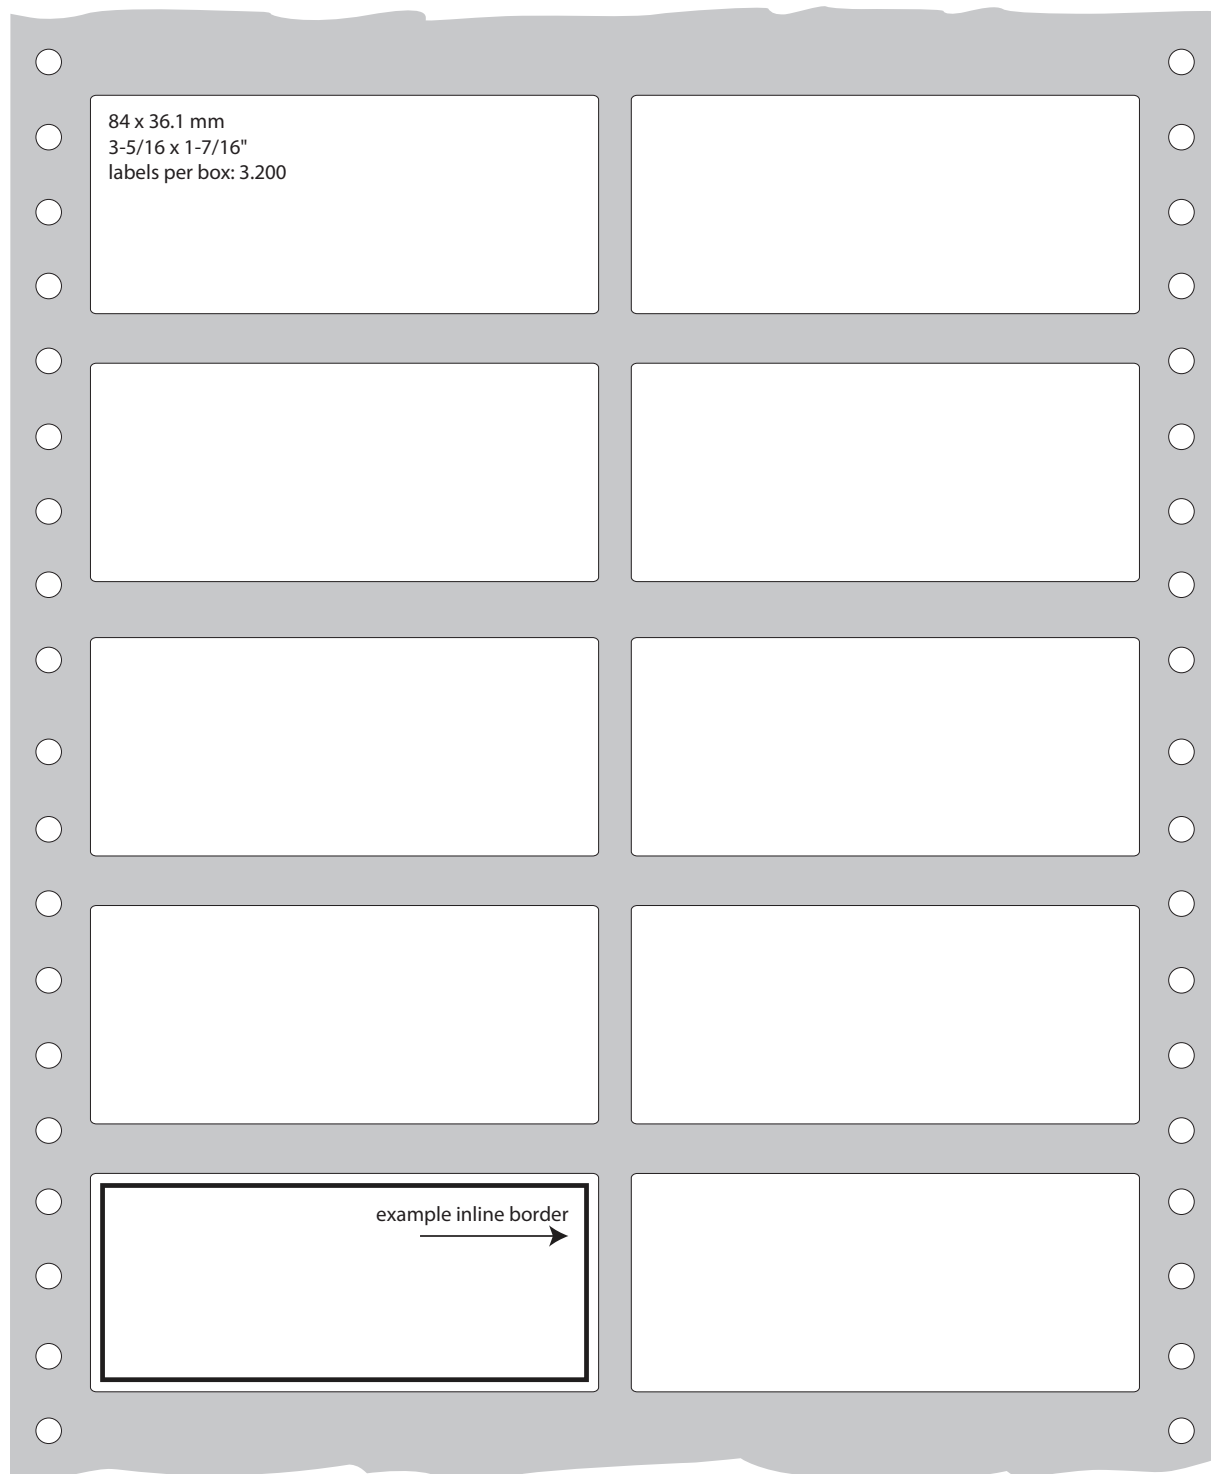 84 x 36.1 mm
3-5/16 x 1-7/16"
labels per box: 3.200
example inline border